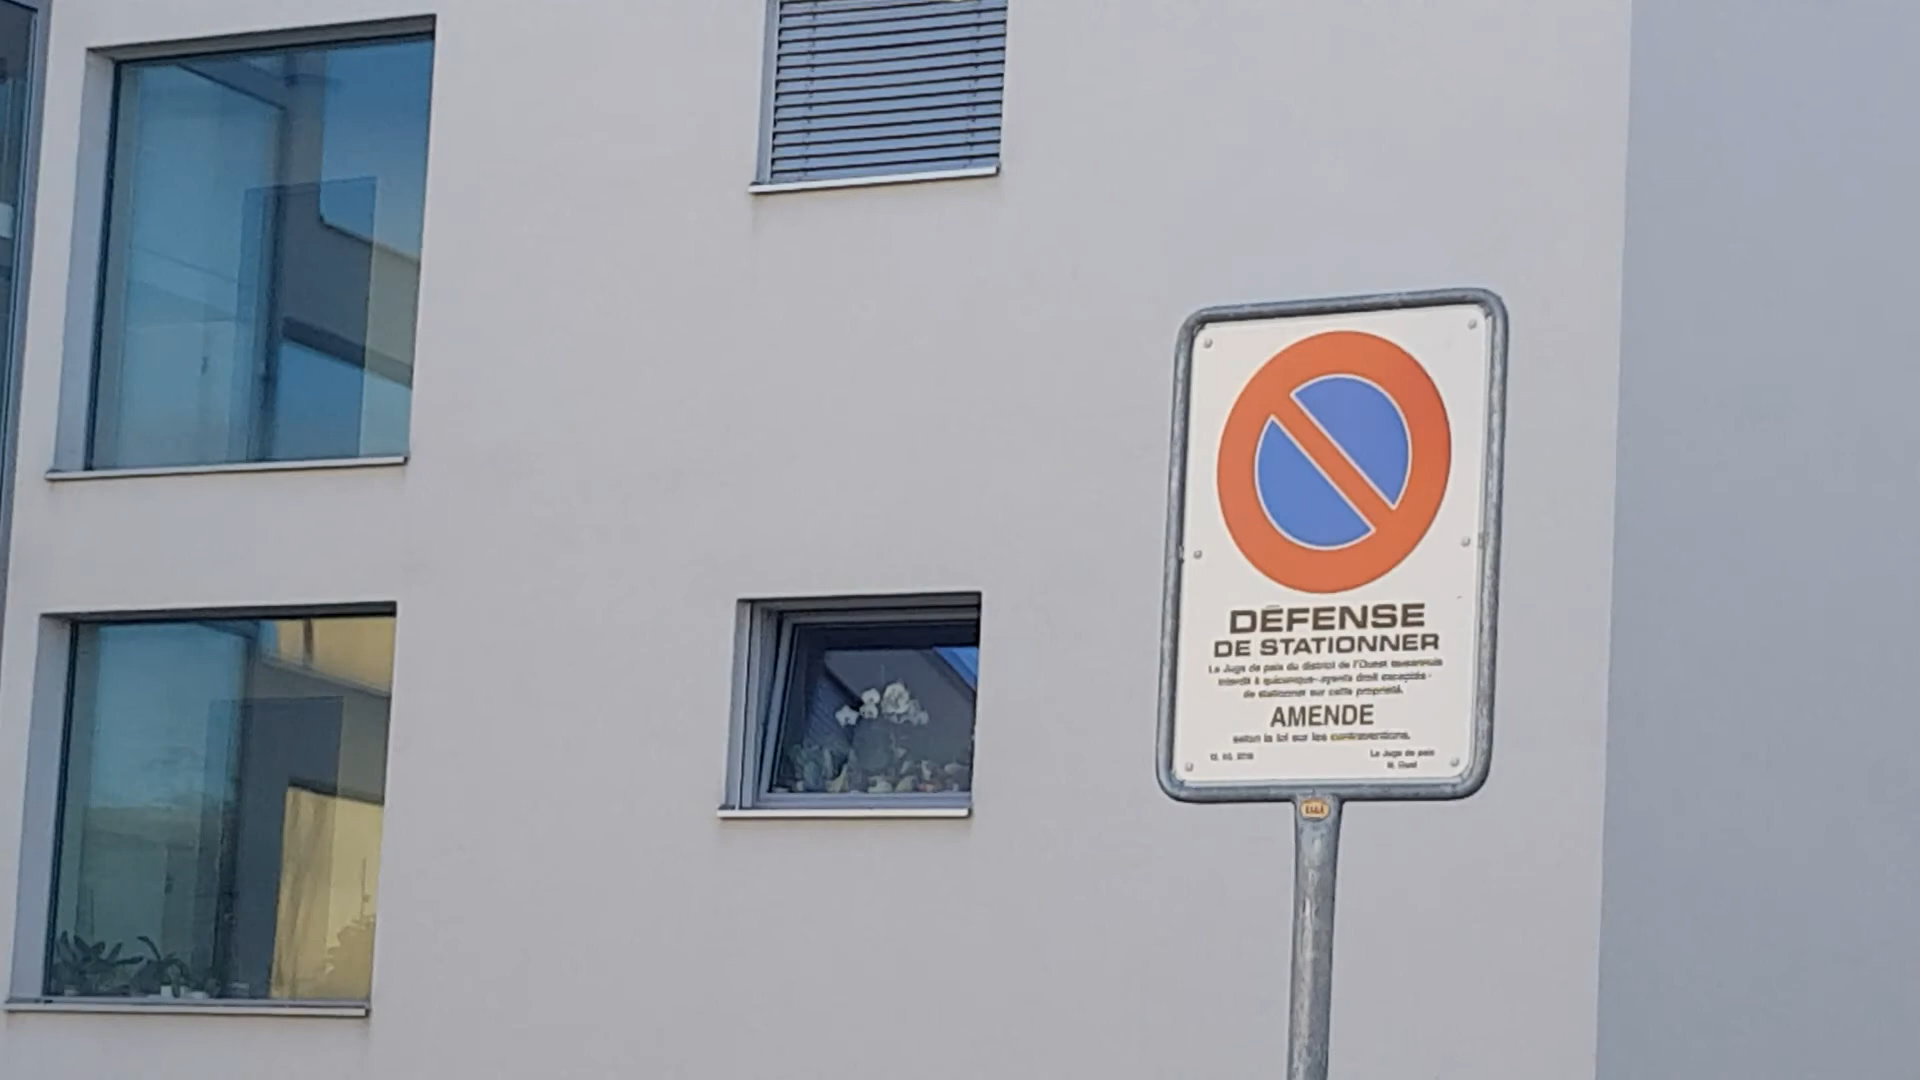 DÉFENSE
DE STATIONNER
Le Juge de paix du district de l'Ouest lausannois
interdit à quiconque - ayants droit exceptés -
de stationner sur cette propriété.
AMENDE
selon la loi sur les contraventions.
Le Juge de paix